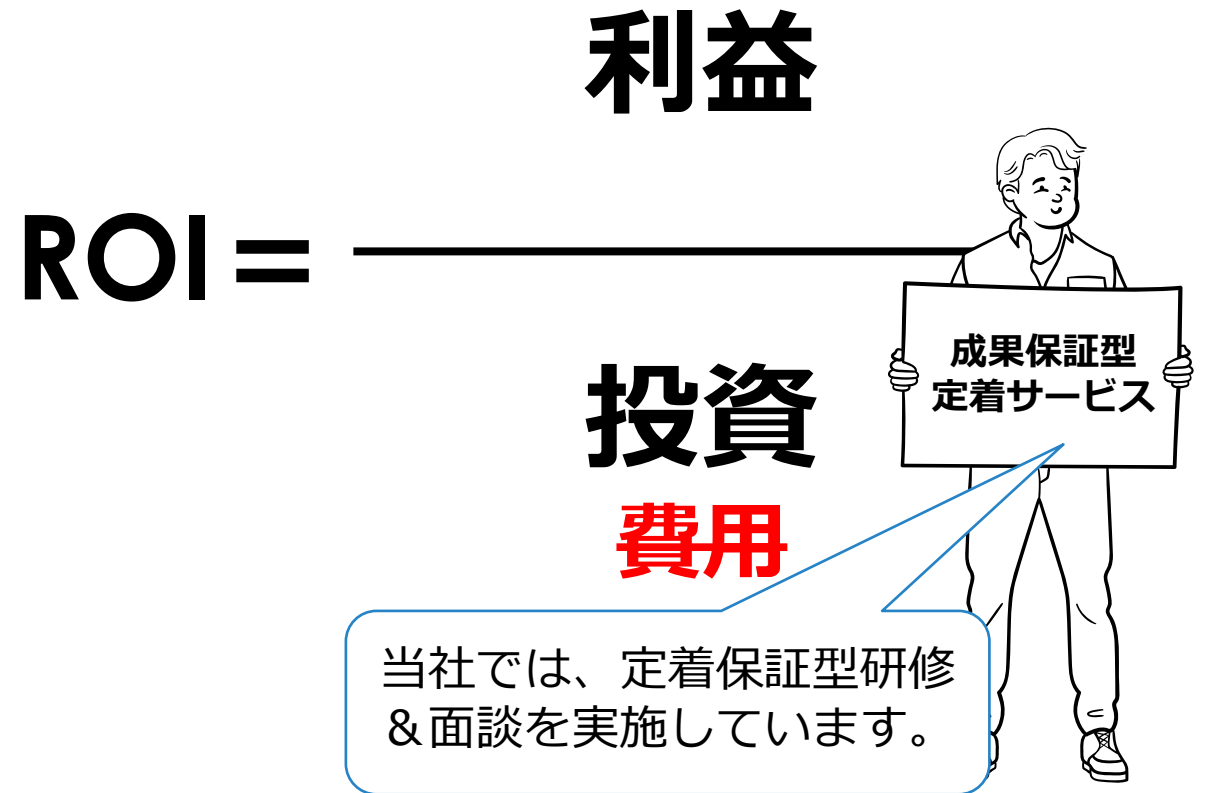 利益
ROI＝
投資
費用
成果保証型
定着サービス
当社では、定着保証型研修
＆面談を実施しています。